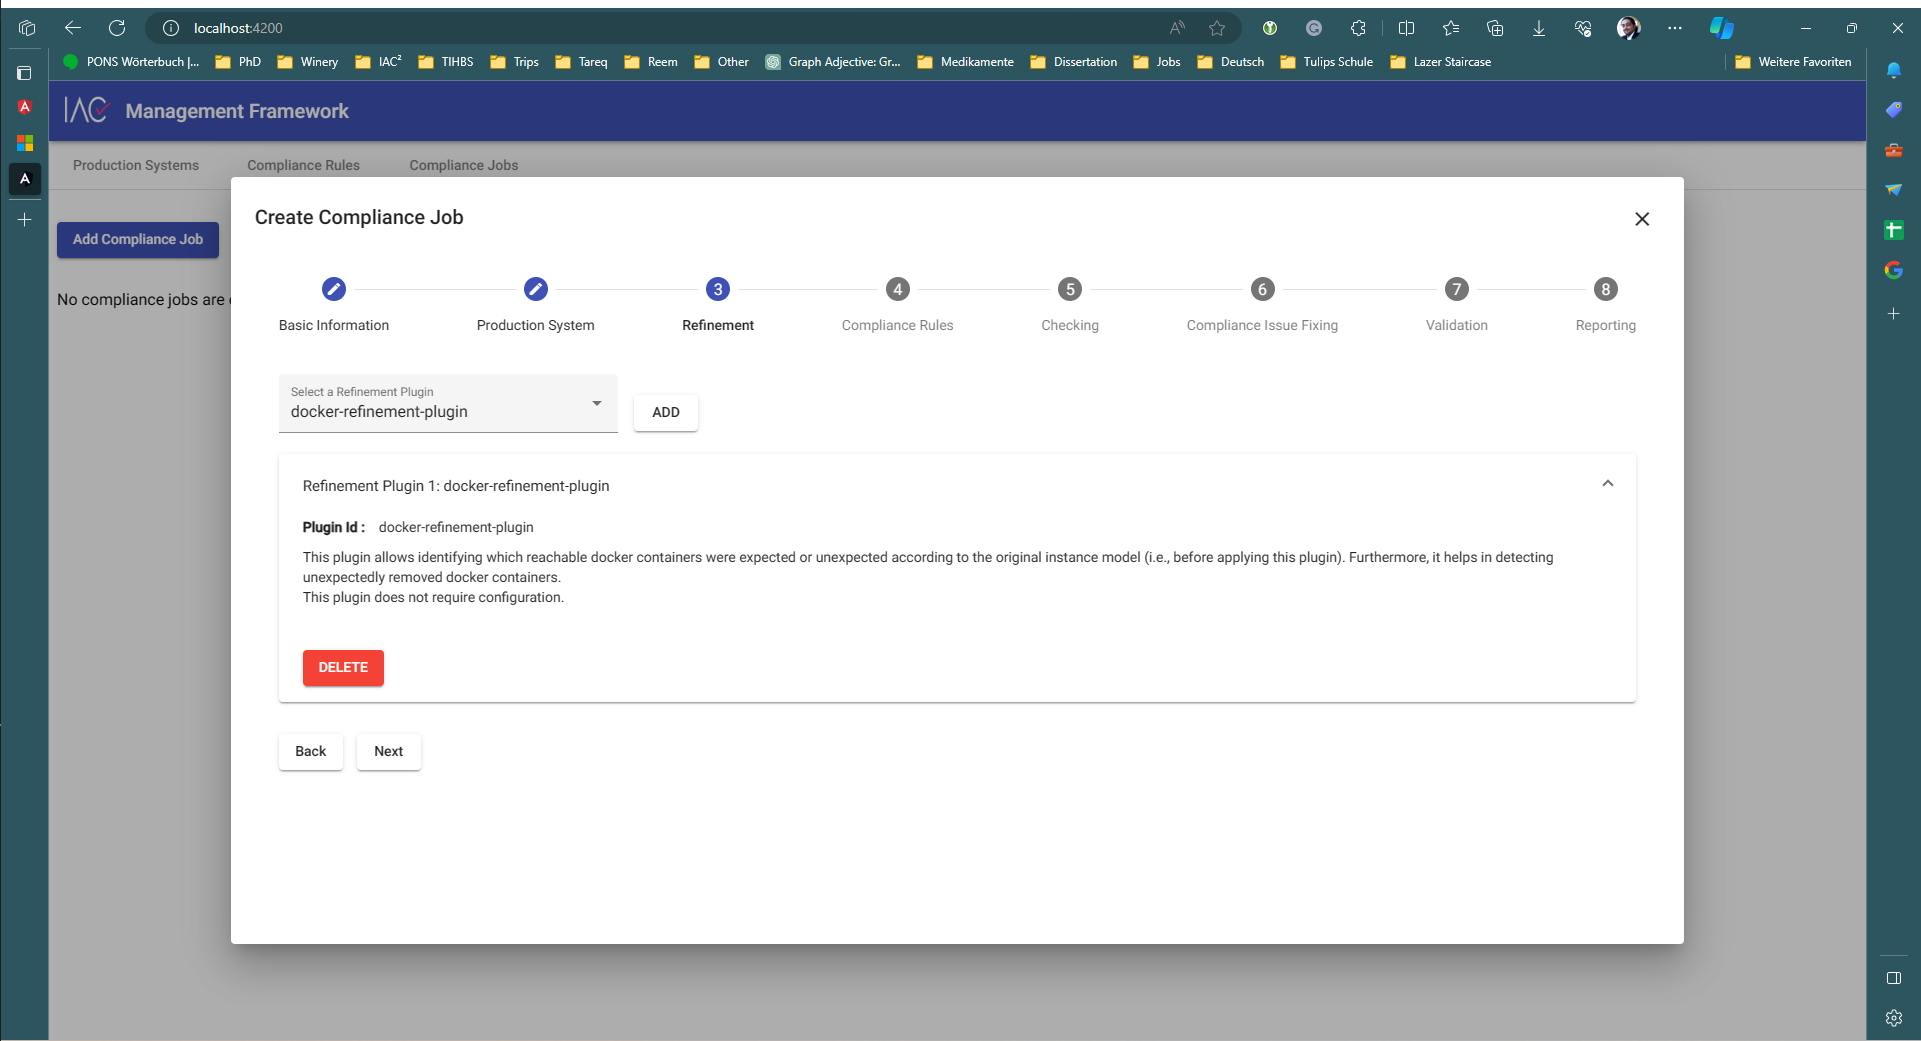 localhost:4200
PONS Wörterbuch |... PhD Winery IAC² TIHBS Trips Tareq Reem Other Graph Adjective: Gr... Medikamente Dissertation Jobs Deutsch Tulips Schule Lazer Staircase Weitere Favoriten
IAC Management Framework
Production Systems Compliance Rules Compliance Jobs
Create Compliance Job
Add Compliance Job
No compliance jobs are
3 4 5 6 7 8
Basic Information Production System Refinement Compliance Rules Checking Compliance Issue Fixing Validation Reporting
Select a Refinement Plugin
docker-refinement-plugin
ADD
Refinement Plugin 1: docker-refinement-plugin
Plugin Id : docker-refinement-plugin
This plugin allows identifying which reachable docker containers were expected or unexpected according to the original instance model (i.e., before applying this plugin). Furthermore, it helps in detecting
unexpectedly removed docker containers.
This plugin does not require configuration.
DELETE
Back Next